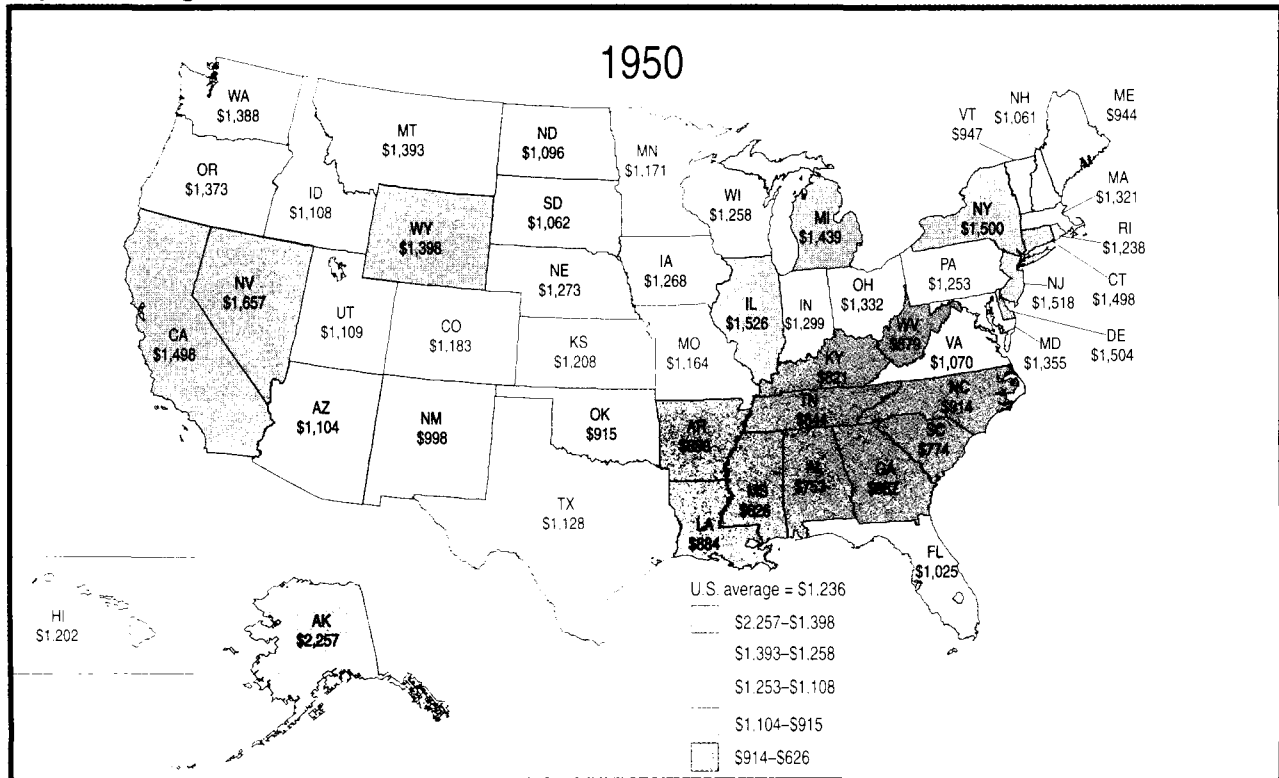 1950
WA
$1,388
MT
$1,393
ND
$1,096
MN
$1,171
VT
$947
NH
$1,061
ME
$944
OR
$1,373
ID
$1,108
WY
$1,398
SD
$1,062
WI
$1.258
MI
$1,439
NY
$1,500
MA
$1,321
RI
$1,238
NV
$1,657
CA
$1,498
UT
$1,109
CO
$1.183
NE
$1,273
IA
$1,268
KS
$1,208
MO
$1,164
IL
$1,526
IN
$1,299
OH
$1,332
PA
$1,253
NJ
$1,518
CT
$1,498
DE
$1,504
MD
$1,355
WV
KY
VA
$1,070
AZ
$1,104
NM
$998
OK
$915
AR
TN
NC
$914
SC
$774
TX
$1.128
LA
$884
MS
$626
AL
GA
FL
$1,025
HI
$1.202
AK
$2,257
U.S. average = $1.236
$2.257–$1.398
$1.393–$1.258
$1.253–$1.108
$1.104–$915
$914–$626